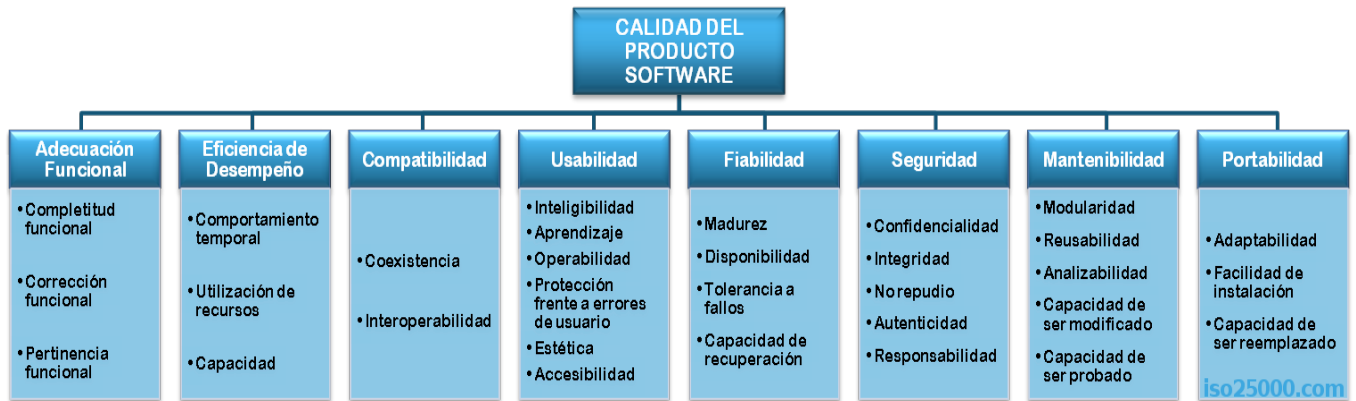 CALIDAD DEL
PRODUCTO
SOFTWARE
Adecuación
Funcional
• Completitud
funcional
• Corrección
funcional
• Pertinencia
funcional
Eficiencia de
Desempeño
• Comportamiento
temporal
• Utilización de
recursos
• Capacidad
Compatibilidad
• Coexistencia
• Interoperabilidad
Usabilidad
• Inteligibilidad
• Aprendizaje
• Operabilidad
• Protección
frente a errores
de usuario
• Estética
• Accesibilidad
Fiabilidad
• Madurez
• Disponibilidad
• Tolerancia a
fallos
• Capacidad de
recuperación
Seguridad
• Confidencialidad
• Integridad
• No repudio
• Autenticidad
• Responsabilidad
Mantenibilidad
• Modularidad
• Reusabilidad
• Analizabilidad
• Capacidad de
ser modificado
• Capacidad de
ser probado
Portabilidad
• Adaptabilidad
• Facilidad de
instalación
• Capacidad de
ser reemplazado
iso25000.com